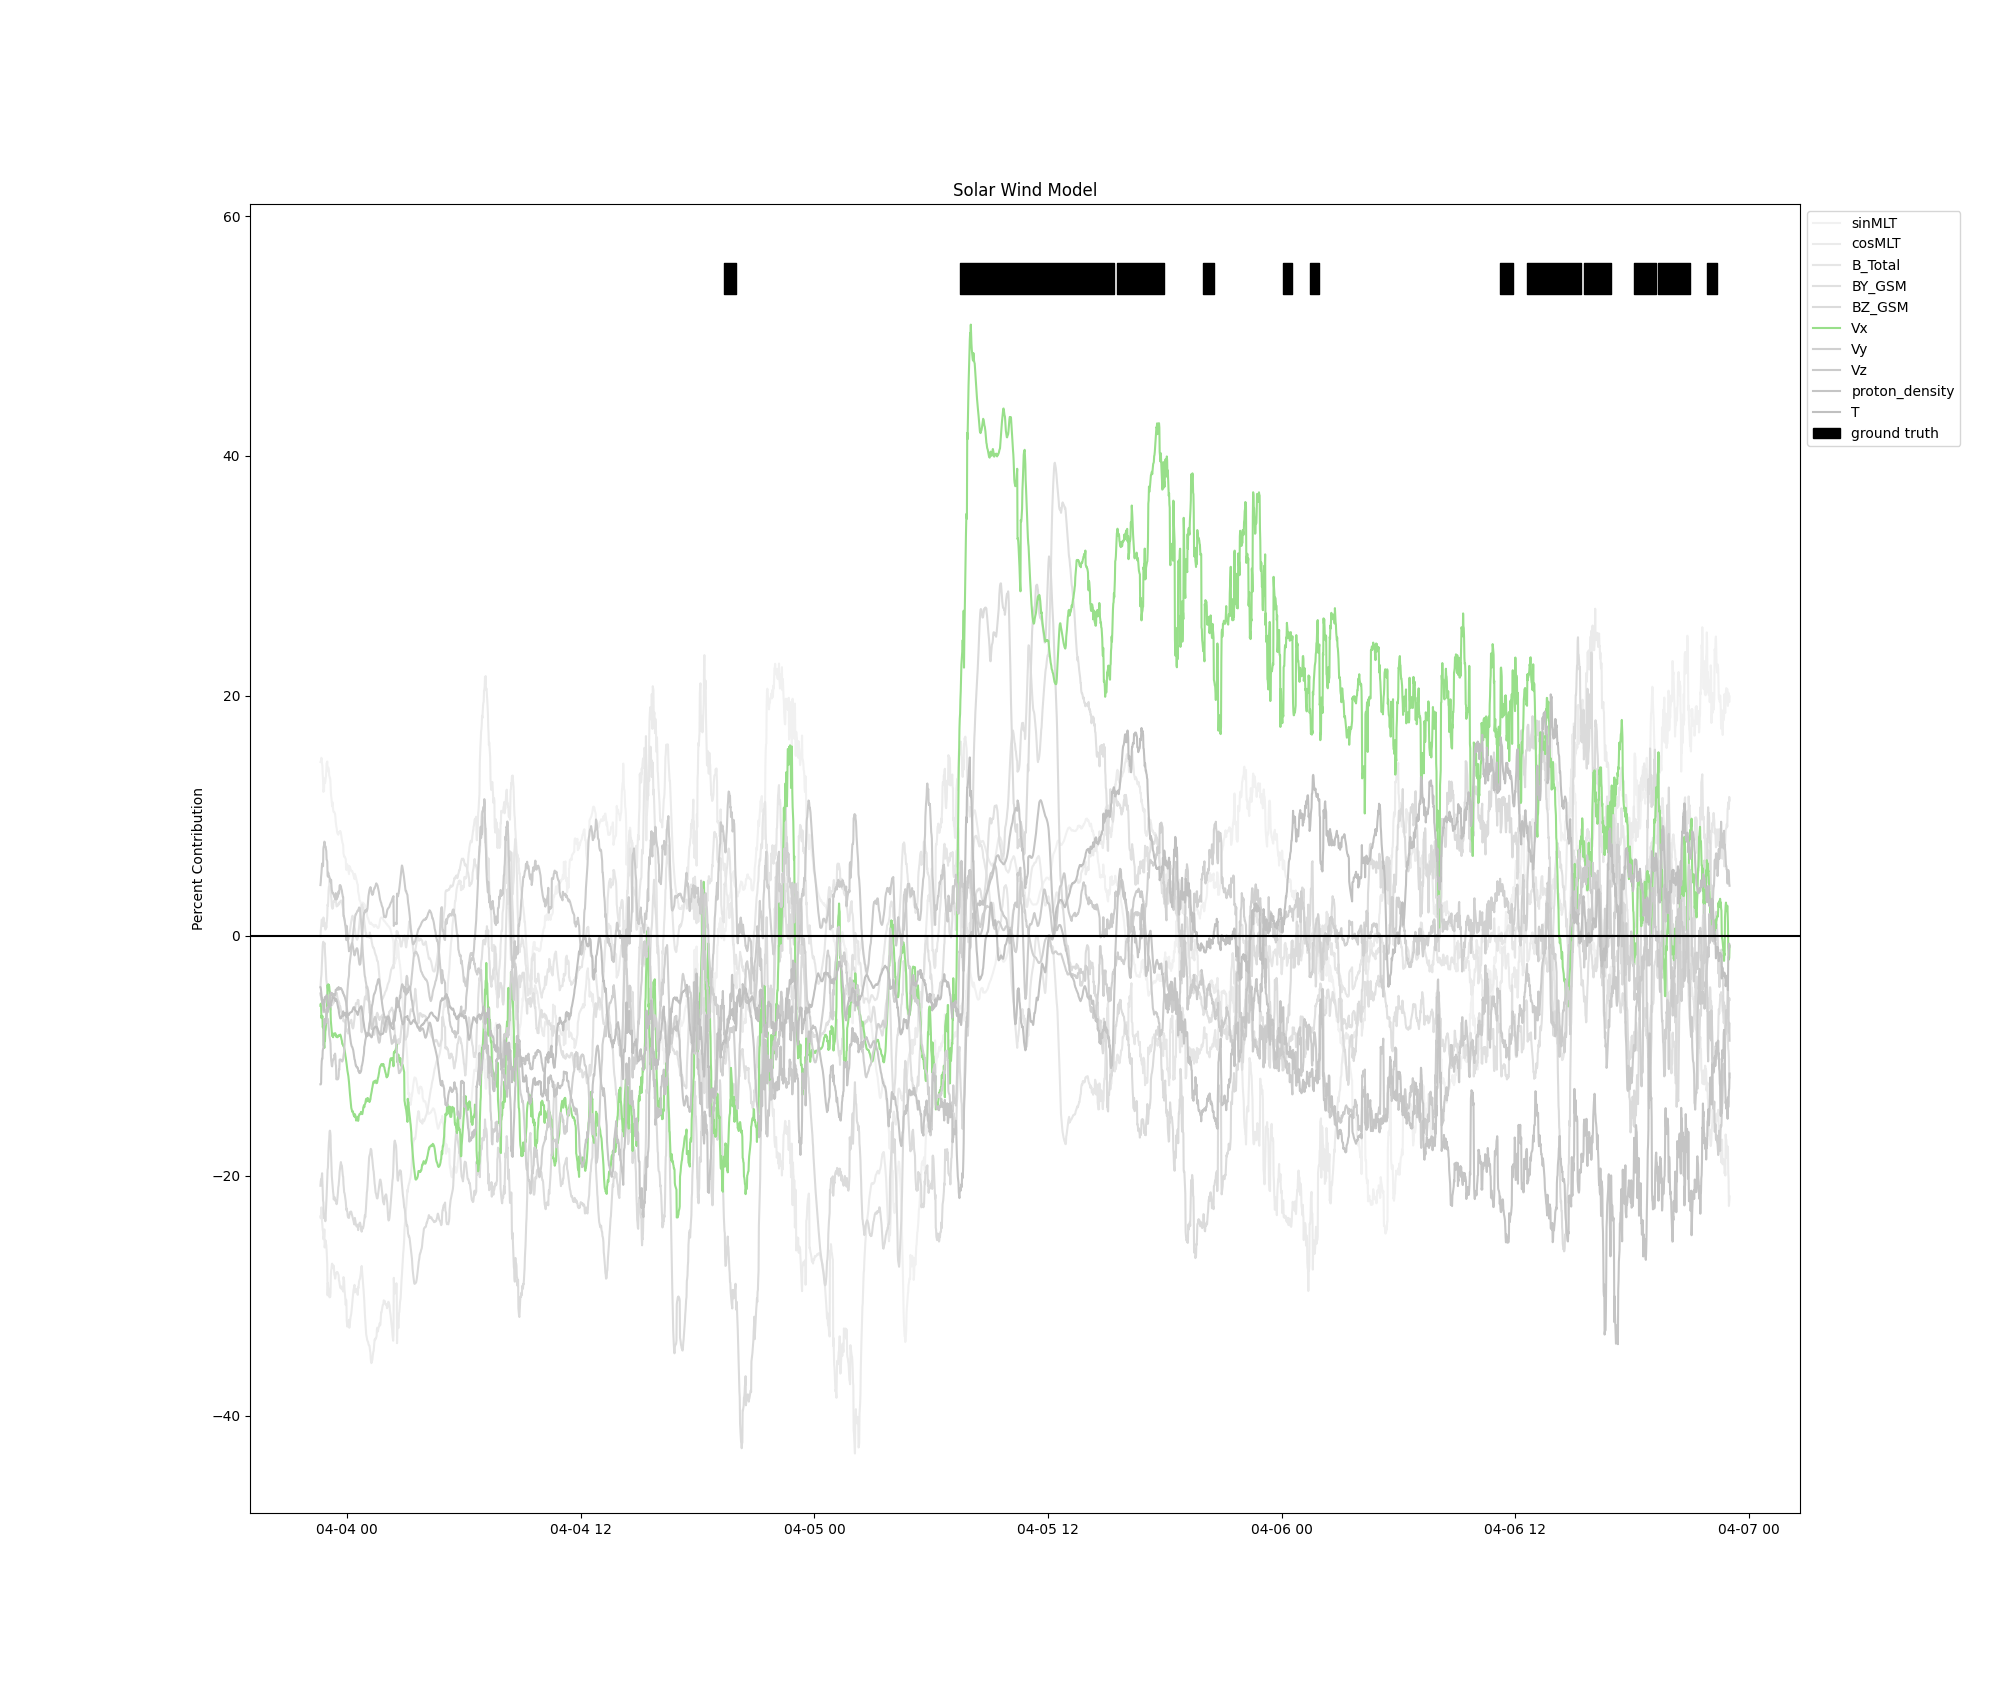 Solar Wind Model
60
40
20
0
−20
−40
Percent Contribution
04-04 00
04-04 12
04-05 00
04-05 12
04-06 00
04-06 12
04-07 00
sinMLT
cosMLT
B_Total
BY_GSM
BZ_GSM
Vx
Vy
Vz
proton_density
T
ground truth